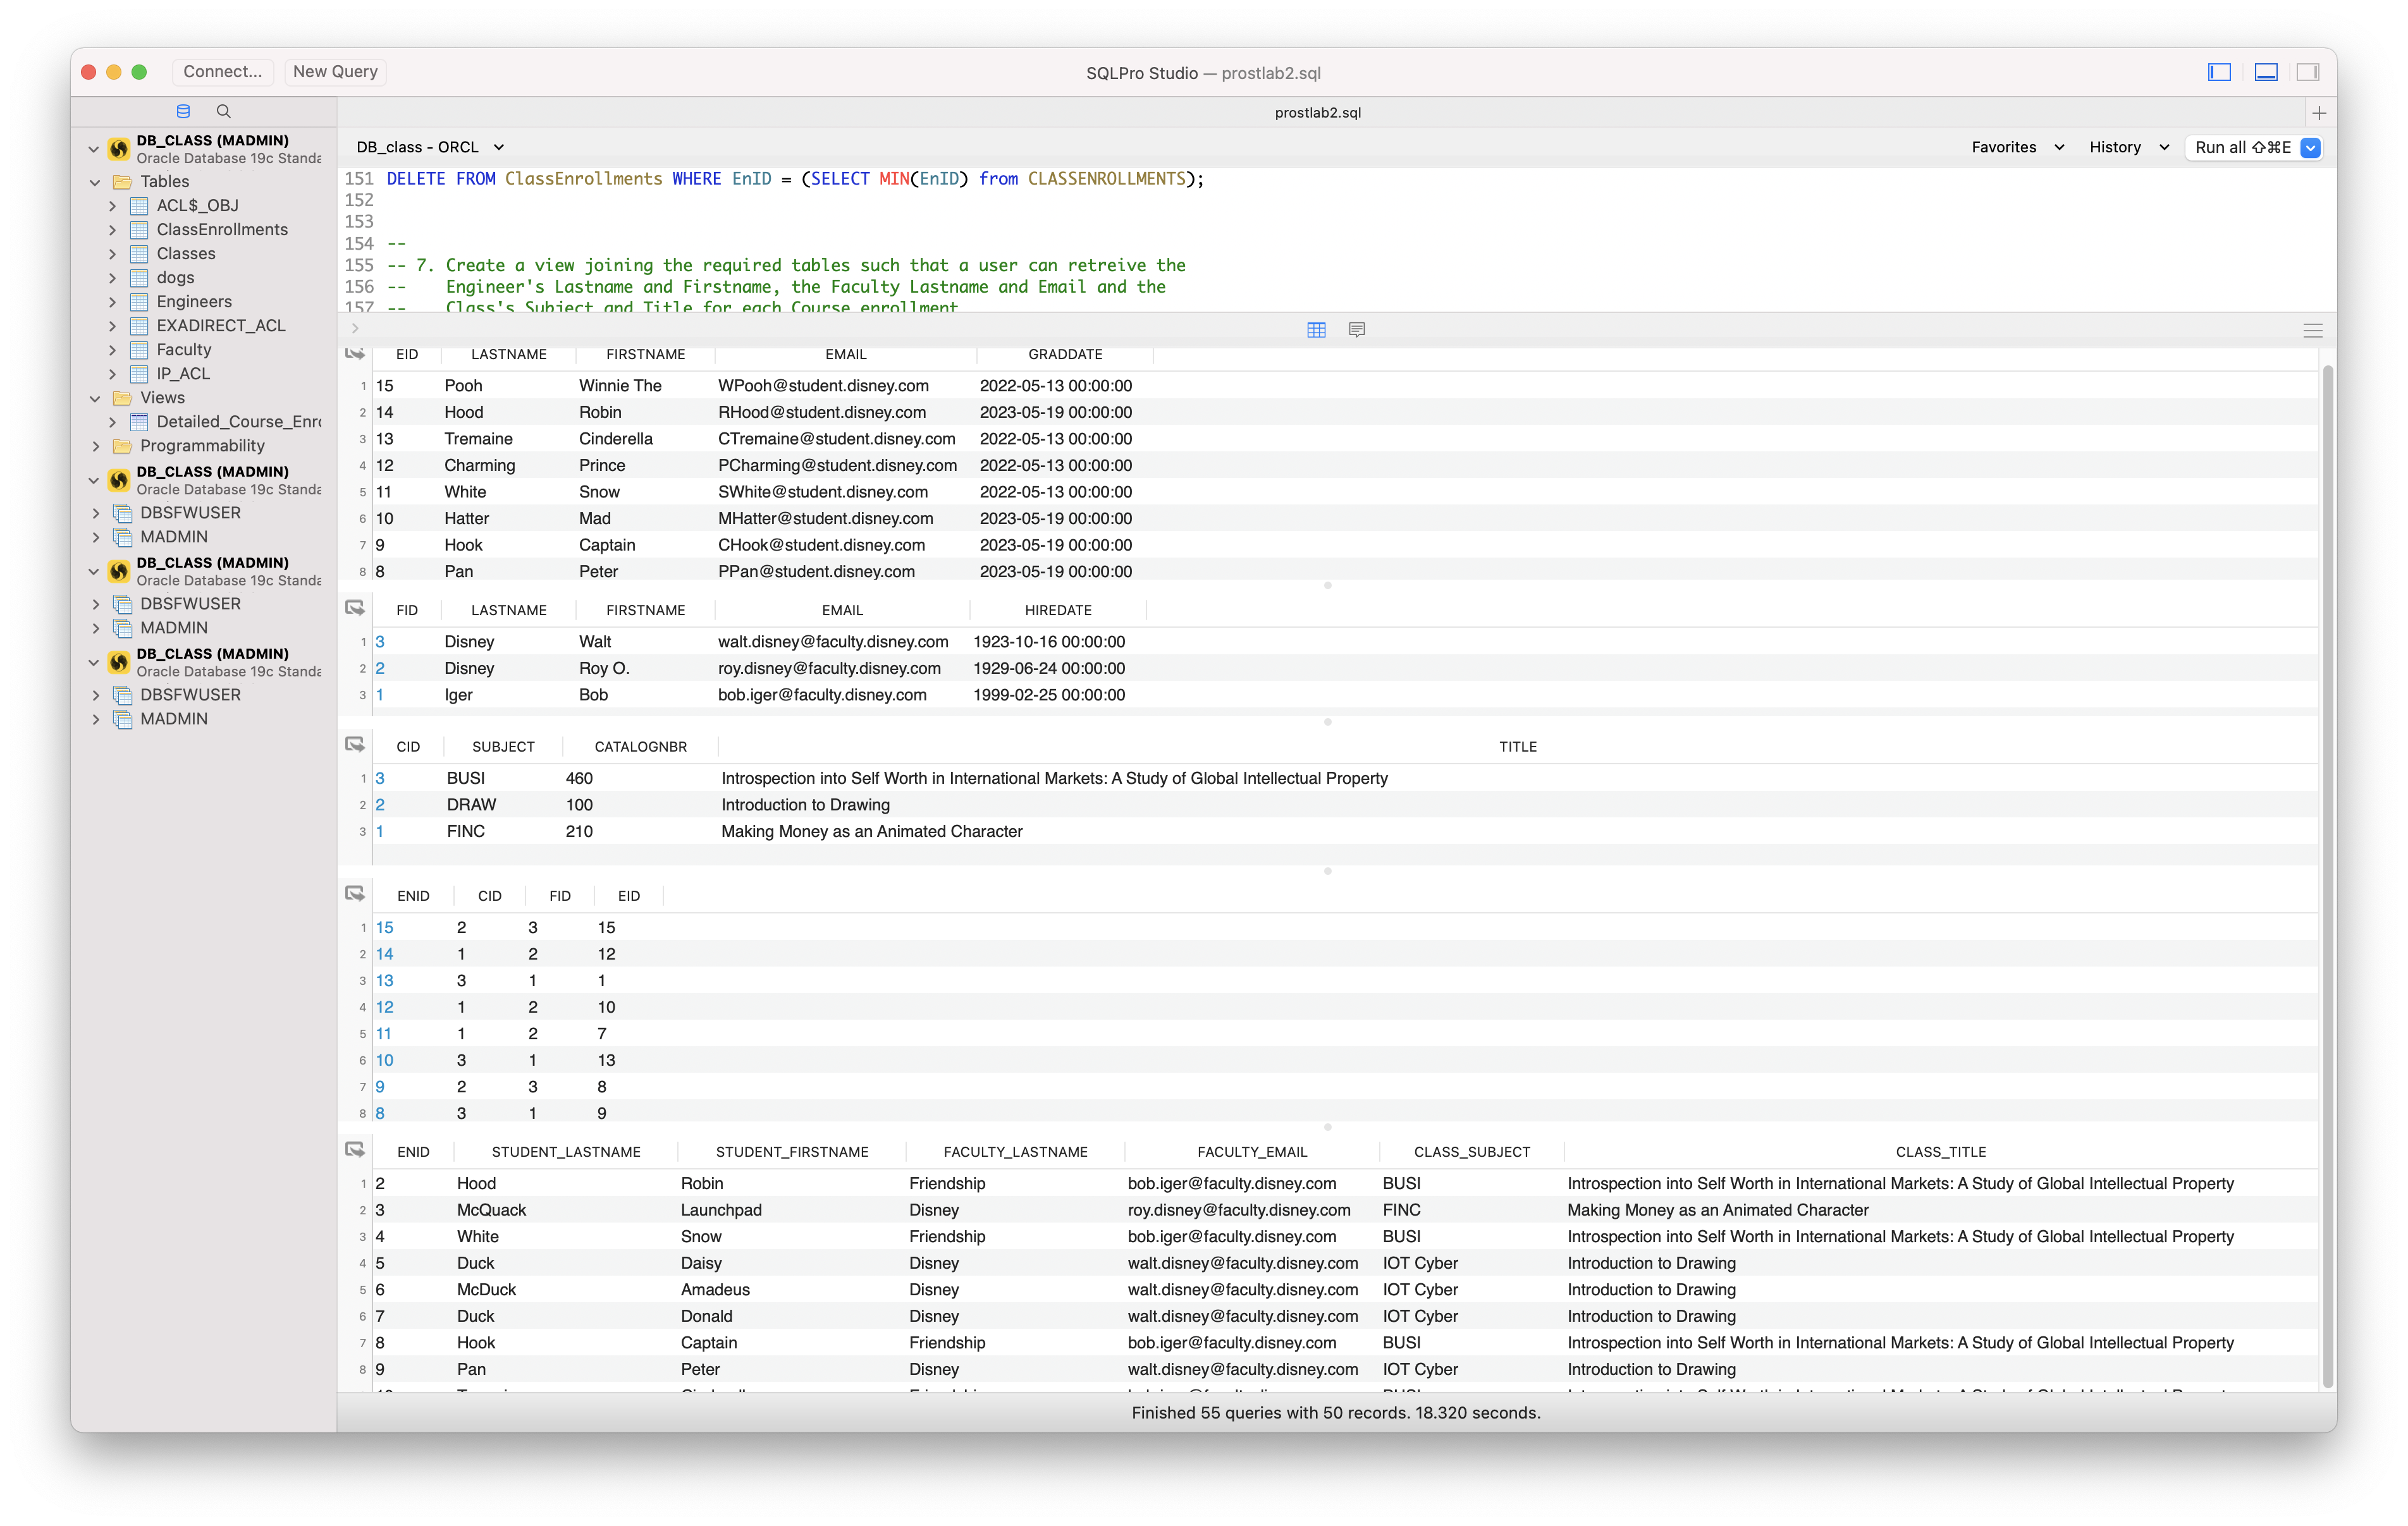 Connect... New Query SQLPro Studio — prostlab2.sql
prostlab2.sql
DB_CLASS (MADMIN)
Oracle Database 19c Standa
Tables
ACL$_OBJ
ClassEnrollments
Classes
dogs
Engineers
EXADIRECT_ACL
Faculty
IP_ACL
Views
Detailed_Course_Enro
Programmability
DB_CLASS (MADMIN)
Oracle Database 19c Standa
DBSFWUSER
MADMIN
DB_CLASS (MADMIN)
Oracle Database 19c Standa
DBSFWUSER
MADMIN
DB_CLASS (MADMIN)
Oracle Database 19c Standa
DBSFWUSER
MADMIN
DB_class - ORCL Favorites History Run all ⇧⌘E
151 DELETE FROM ClassEnrollments WHERE EnID = (SELECT MIN(EnID) from CLASSENROLLMENTS);
152
153
154 --
155 -- 7. Create a view joining the required tables such that a user can retreive the
156 -- Engineer's Lastname and Firstname, the Faculty Lastname and Email and the
157 -- Class's Subject and Title for each Course enrollment
EID LASTNAME FIRSTNAME EMAIL GRADDATE
1 15 Pooh Winnie The WPooh@student.disney.com 2022-05-13 00:00:00
2 14 Hood Robin RHood@student.disney.com 2023-05-19 00:00:00
3 13 Tremaine Cinderella CTremaine@student.disney.com 2022-05-13 00:00:00
4 12 Charming Prince PCharming@student.disney.com 2022-05-13 00:00:00
5 11 White Snow SWhite@student.disney.com 2022-05-13 00:00:00
6 10 Hatter Mad MHatter@student.disney.com 2023-05-19 00:00:00
7 9 Hook Captain CHook@student.disney.com 2023-05-19 00:00:00
8 8 Pan Peter PPan@student.disney.com 2023-05-19 00:00:00
FID LASTNAME FIRSTNAME EMAIL HIREDATE
1 3 Disney Walt walt.disney@faculty.disney.com 1923-10-16 00:00:00
2 2 Disney Roy O. roy.disney@faculty.disney.com 1929-06-24 00:00:00
3 1 Iger Bob bob.iger@faculty.disney.com 1999-02-25 00:00:00
CID SUBJECT CATALOGNBR TITLE
1 3 BUSI 460 Introspection into Self Worth in International Markets: A Study of Global Intellectual Property
2 2 DRAW 100 Introduction to Drawing
3 1 FINC 210 Making Money as an Animated Character
ENID CID FID EID
1 15 2 3 15
2 14 1 2 12
3 13 3 1 1
4 12 1 2 10
5 11 1 2 7
6 10 3 1 13
7 9 2 3 8
8 8 3 1 9
ENID STUDENT_LASTNAME STUDENT_FIRSTNAME FACULTY_LASTNAME FACULTY_EMAIL CLASS_SUBJECT CLASS_TITLE
1 2 Hood Robin Friendship bob.iger@faculty.disney.com BUSI Introspection into Self Worth in International Markets: A Study of Global Intellectual Property
2 3 McQuack Launchpad Disney roy.disney@faculty.disney.com FINC Making Money as an Animated Character
3 4 White Snow Friendship bob.iger@faculty.disney.com BUSI Introspection into Self Worth in International Markets: A Study of Global Intellectual Property
4 5 Duck Daisy Disney walt.disney@faculty.disney.com IOT Cyber Introduction to Drawing
5 6 McDuck Amadeus Disney walt.disney@faculty.disney.com IOT Cyber Introduction to Drawing
6 7 Duck Donald Disney walt.disney@faculty.disney.com IOT Cyber Introduction to Drawing
7 8 Hook Captain Friendship bob.iger@faculty.disney.com BUSI Introspection into Self Worth in International Markets: A Study of Global Intellectual Property
8 9 Pan Peter Disney walt.disney@faculty.disney.com IOT Cyber Introduction to Drawing
Finished 55 queries with 50 records. 18.320 seconds.